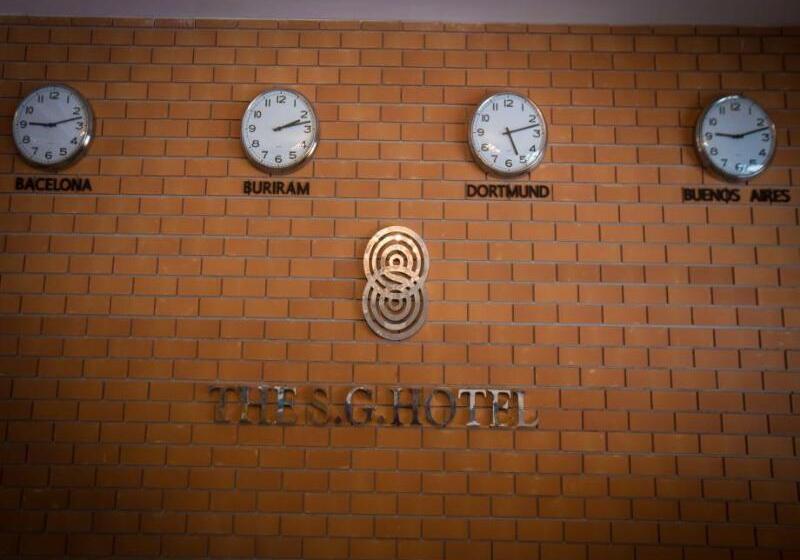 BACELONA
BURIRAM
DORTMUND
BUENOS AIRES
THE S.G.HOTEL